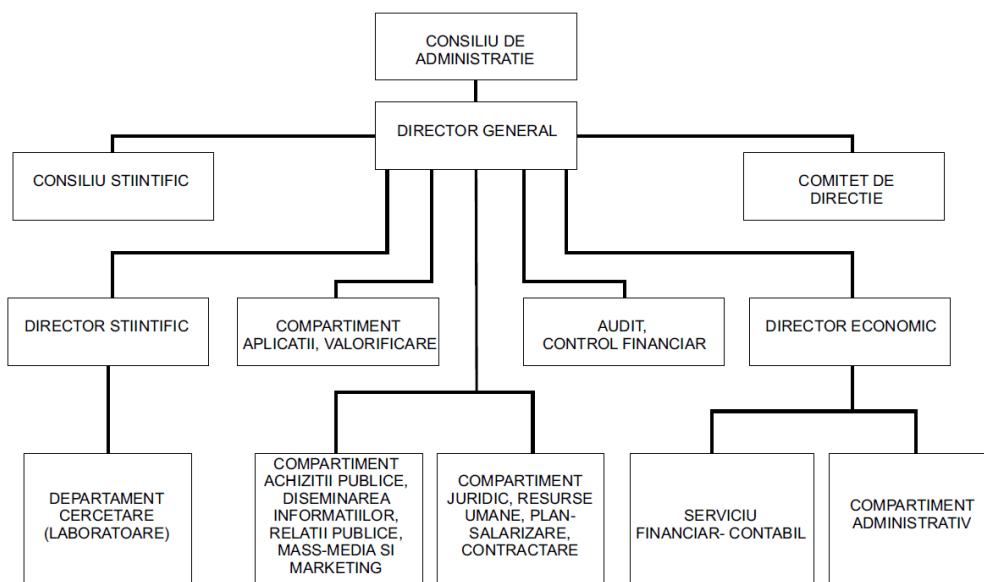 CONSILIU DE
ADMINISTRATIE
DIRECTOR GENERAL
CONSILIU STIINTIFIC
COMITET DE
DIRECTIE
DIRECTOR STIINTIFIC
COMPARTIMENT
APLICATII, VALORIFICARE
AUDIT,
CONTROL FINANCIAR
DIRECTOR ECONOMIC
DEPARTAMENT
CERCETARE
(LABORATOARE)
COMPARTIMENT
ACHIZITII PUBLICE,
DISEMINAREA
INFORMATIILOR,
RELATII PUBLICE,
MASS-MEDIA SI
MARKETING
COMPARTIMENT
JURIDIC, RESURSE
UMANE, PLAN-
SALARIZARE,
CONTRACTARE
SERVICIU
FINANCIAR- CONTABIL
COMPARTIMENT
ADMINISTRATIV